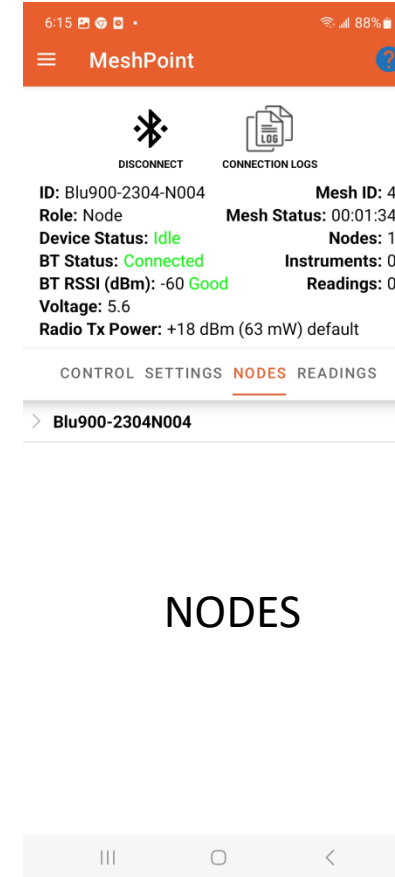 6:15 88%
MeshPoint ?
LOG
DISCONNECT CONNECTION LOGS
ID: Blu900-2304-N004 Mesh ID: 4
Role: Node Mesh Status: 00:01:34
Device Status: Idle Nodes: 1
BT Status: Connected Instruments: 0
BT RSSI (dBm): -60 Good Readings: 0
Voltage: 5.6
Radio Tx Power: +18 dBm (63 mW) default
CONTROL SETTINGS NODES READINGS
Blu900-2304N004
NODES